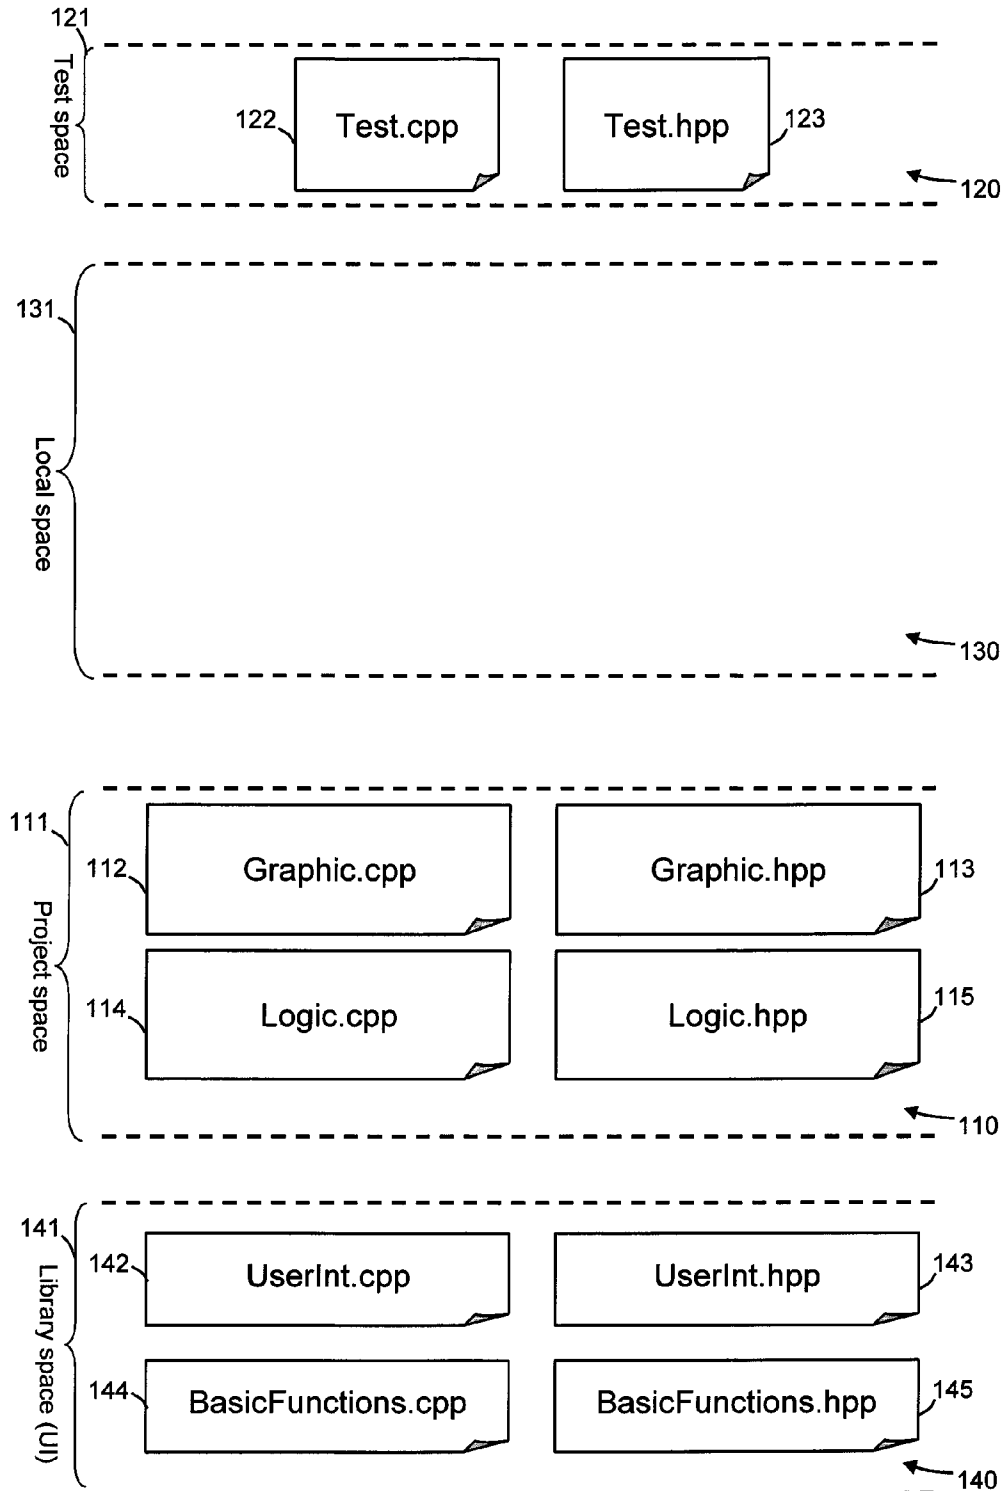 121
Test space
122
Test.cpp
Test.hpp
123
120
131
Local space
130
111
Project space
112
Graphic.cpp
Graphic.hpp
113
114
Logic.cpp
Logic.hpp
115
110
141
Library space (UI)
142
UserInt.cpp
UserInt.hpp
143
144
BasicFunctions.cpp
BasicFunctions.hpp
145
140